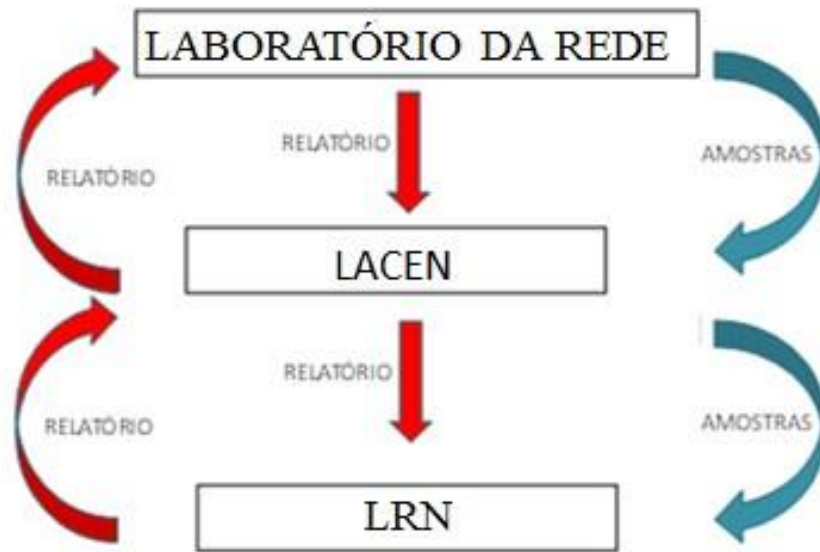 LABORATÓRIO DA REDE
RELATÓRIO
AMOSTRAS
RELATÓRIO
LACEN
RELATÓRIO
AMOSTRAS
RELATÓRIO
LRN